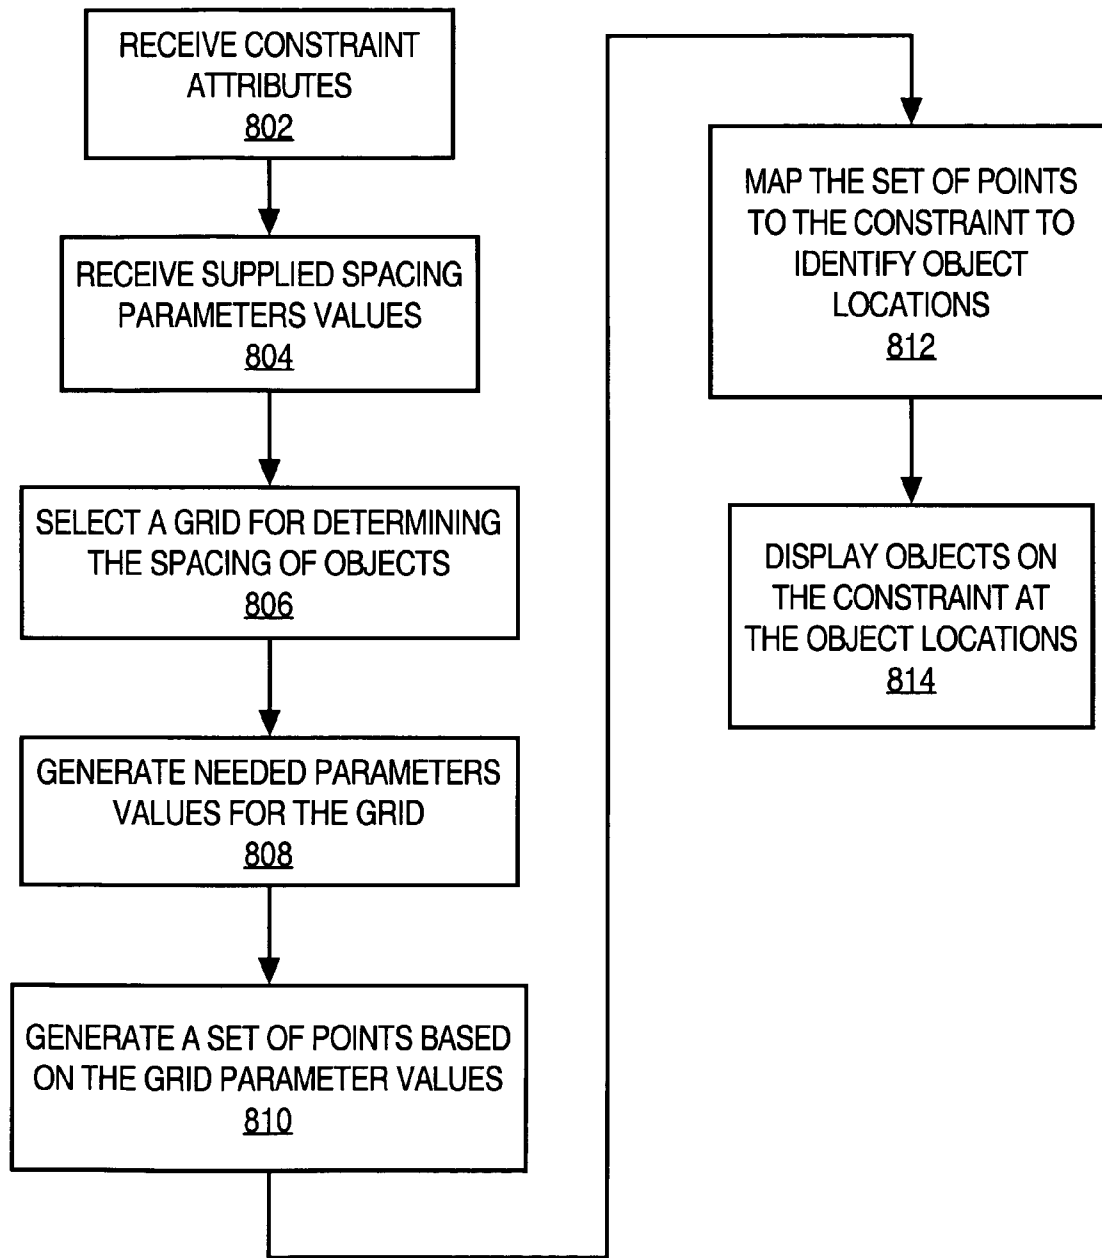 RECEIVE CONSTRAINT
ATTRIBUTES
802
RECEIVE SUPPLIED SPACING
PARAMETERS VALUES
804
SELECT A GRID FOR DETERMINING
THE SPACING OF OBJECTS
806
GENERATE NEEDED PARAMETERS
VALUES FOR THE GRID
808
GENERATE A SET OF POINTS BASED
ON THE GRID PARAMETER VALUES
810
MAP THE SET OF POINTS
TO THE CONSTRAINT TO
IDENTIFY OBJECT
LOCATIONS
812
DISPLAY OBJECTS ON
THE CONSTRAINT AT
THE OBJECT LOCATIONS
814